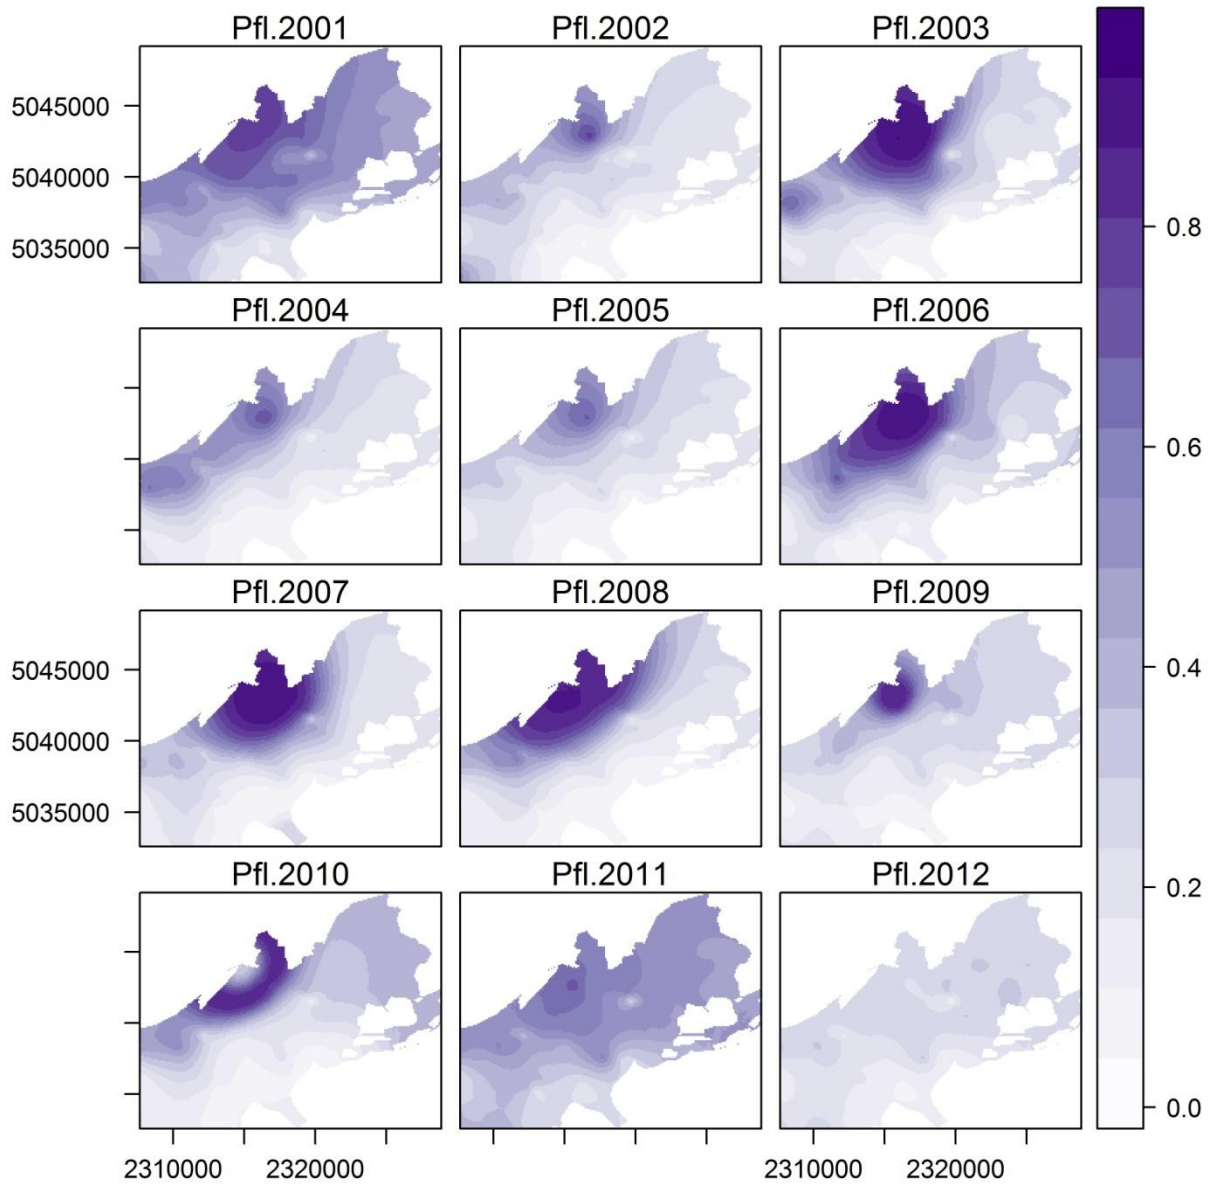 Pfl.2001 Pfl.2002 Pfl.2003
5045000
5040000
5035000
0.8
Pfl.2004 Pfl.2005 Pfl.2006
0.6
Pfl.2007 Pfl.2008 Pfl.2009
5045000
5040000
5035000
0.4
0.2
Pfl.2010 Pfl.2011 Pfl.2012
0.0
2310000 2320000 2310000 2320000